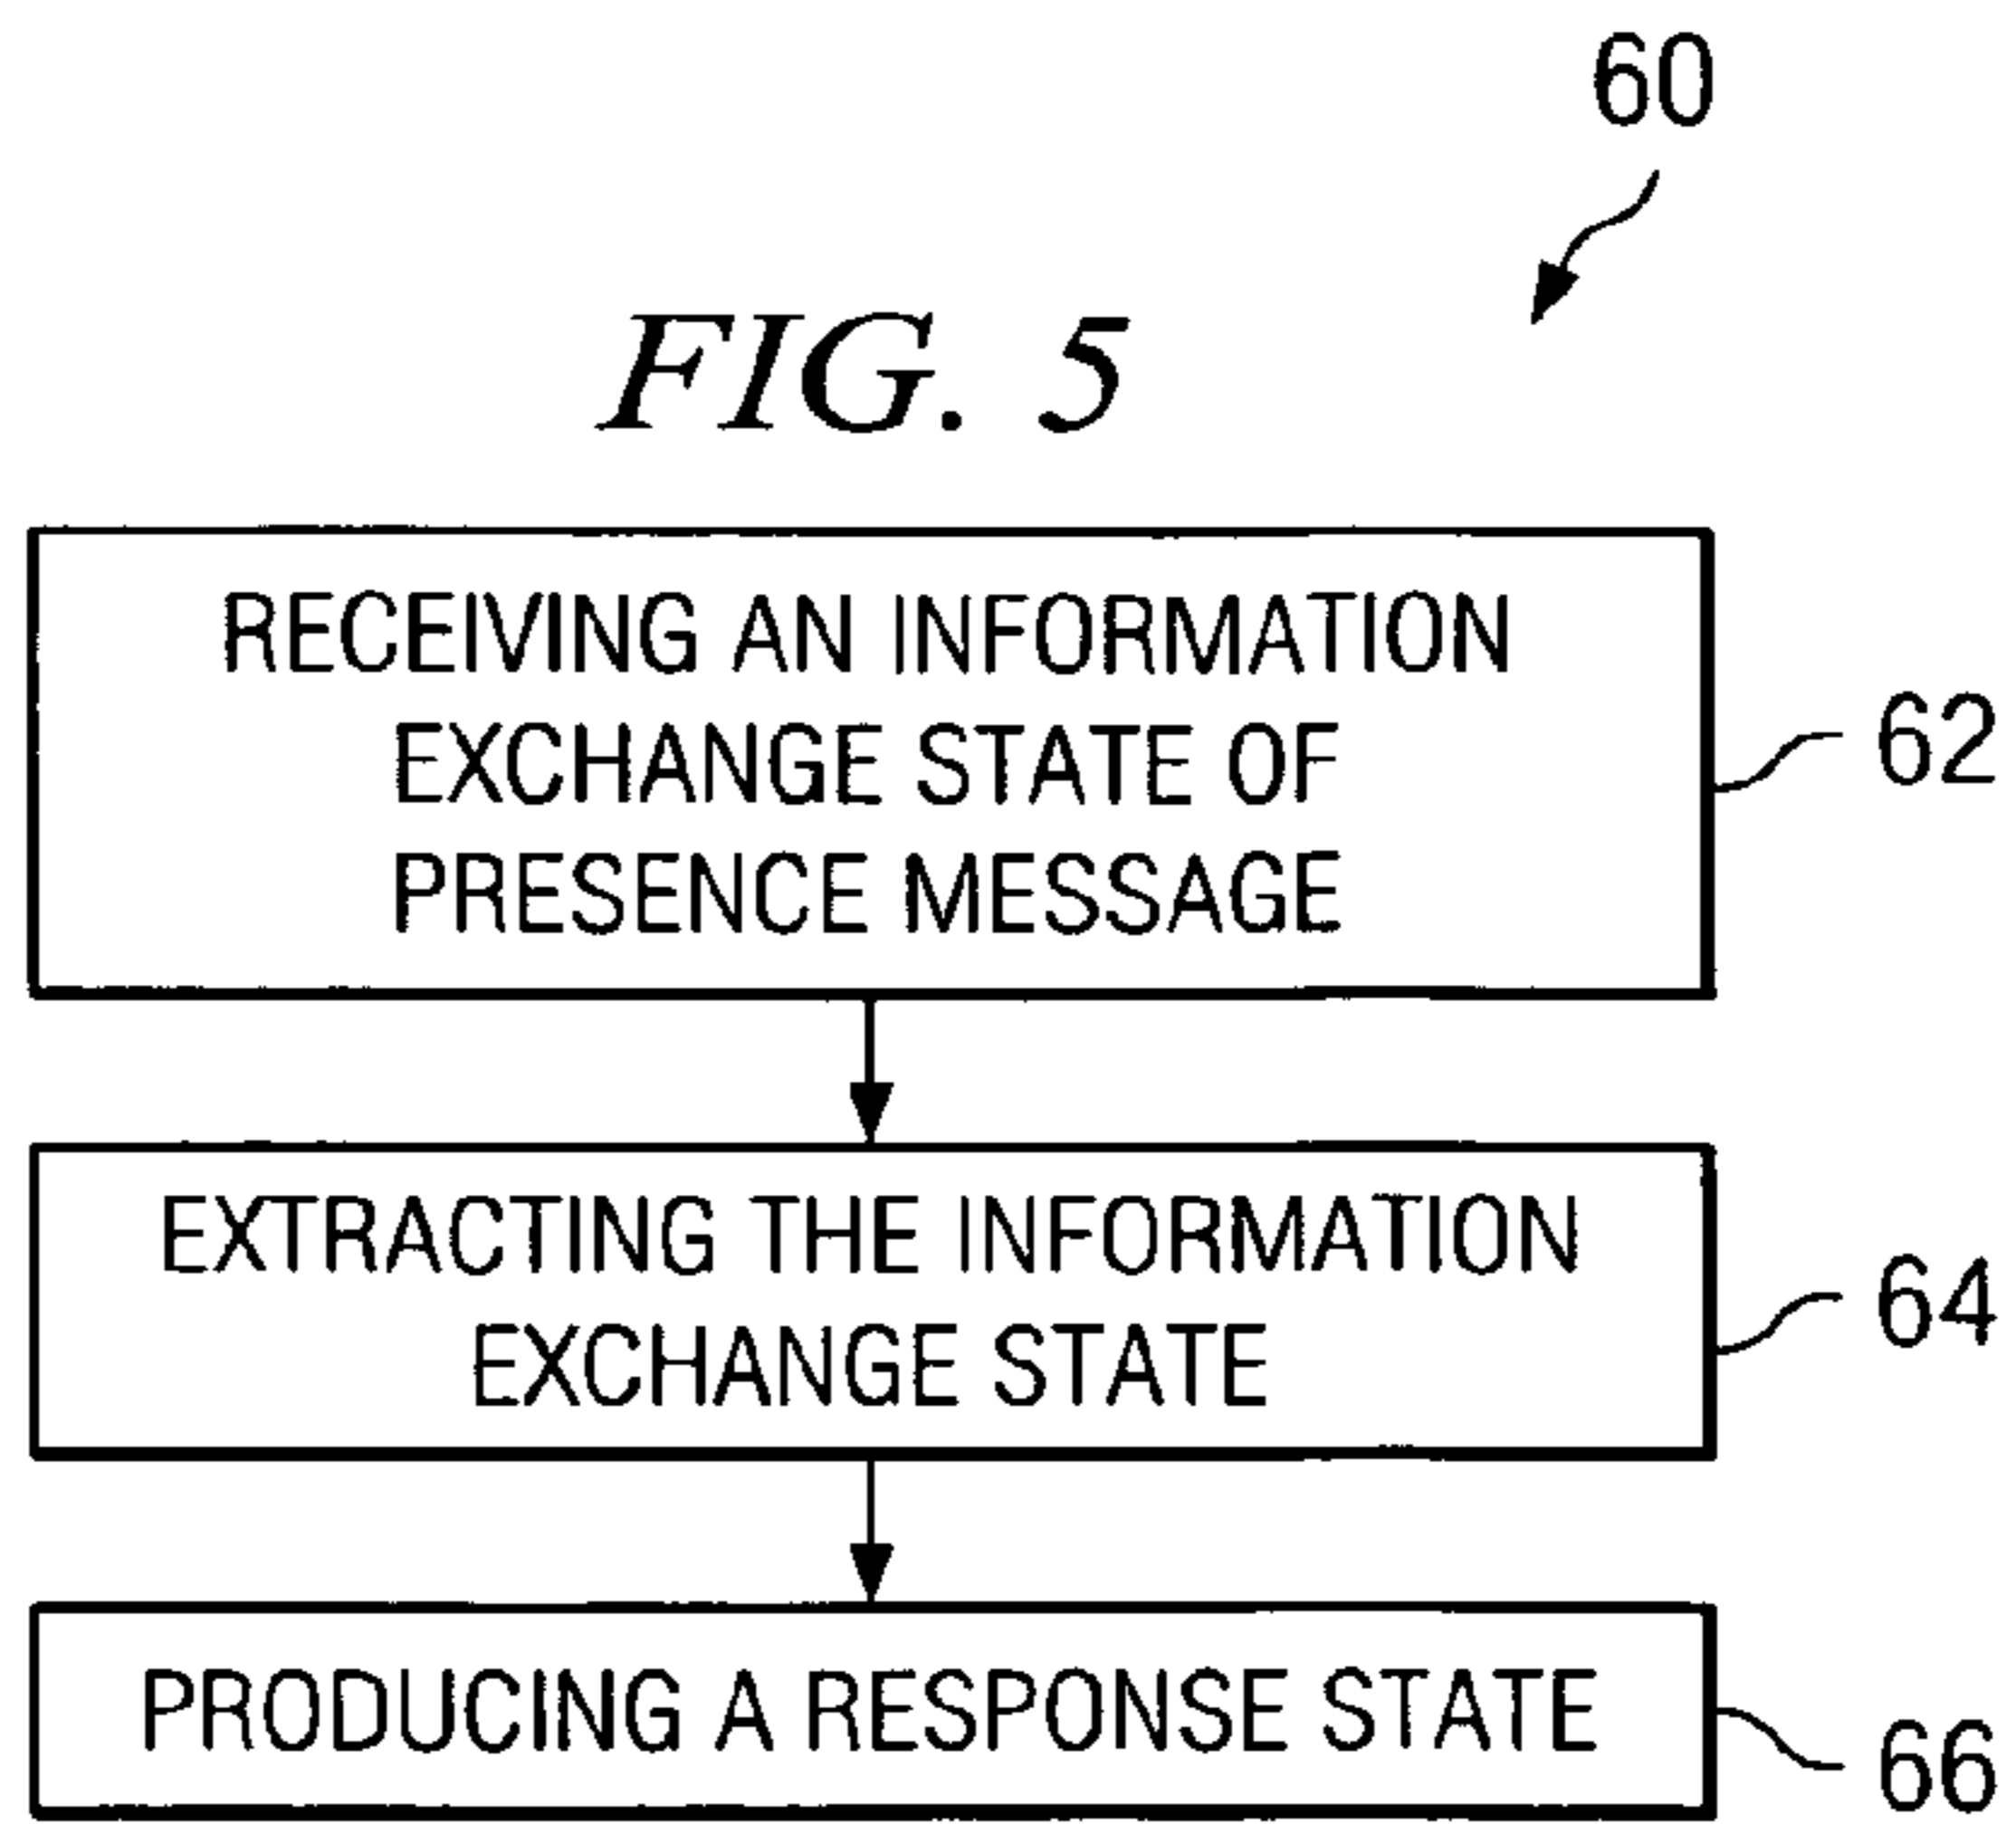 60
FIG. 5
RECEIVING AN INFORMATION
EXCHANGE STATE OF
PRESENCE MESSAGE
62
EXTRACTING THE INFORMATION
EXCHANGE STATE
64
PRODUCING A RESPONSE STATE
66